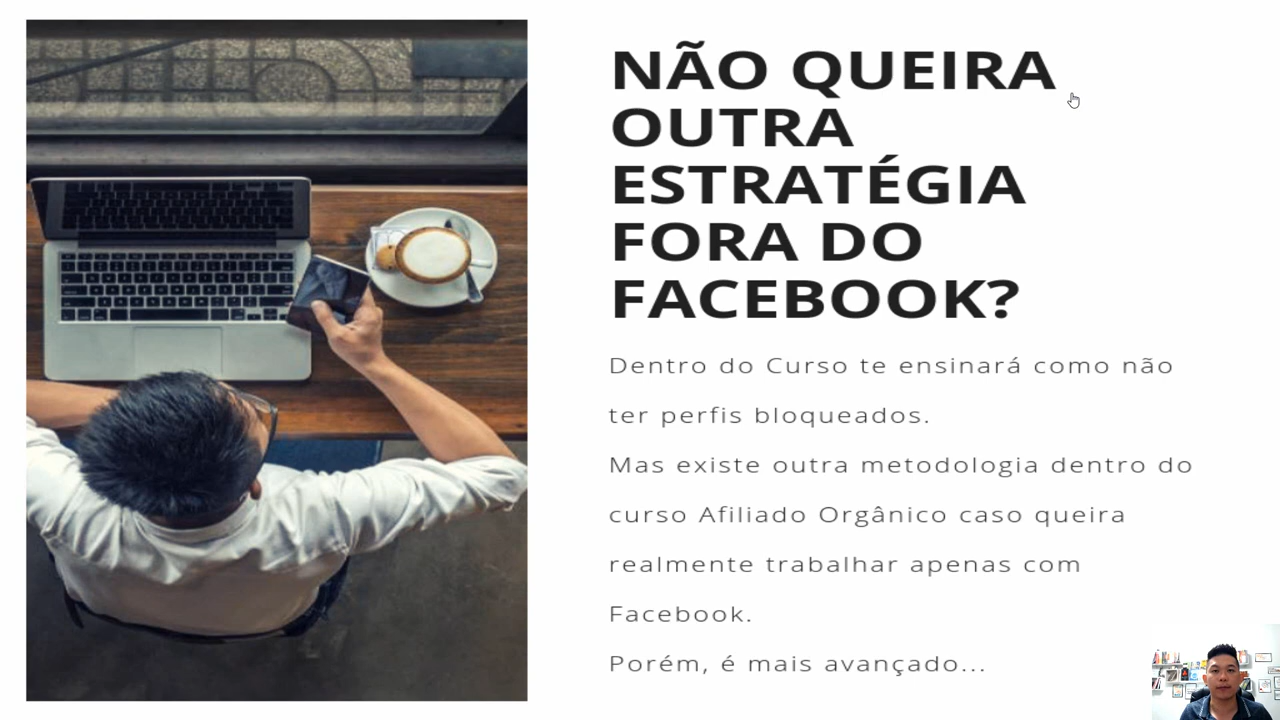 NÃO QUEIRA
OUTRA
ESTRATÉGIA
FORA DO
FACEBOOK?
Dentro do Curso te ensinará como não
ter perfis bloqueados.
Mas existe outra metodologia dentro do
curso Afiliado Orgânico caso queira
realmente trabalhar apenas com
Facebook.
Porém, é mais avançado...